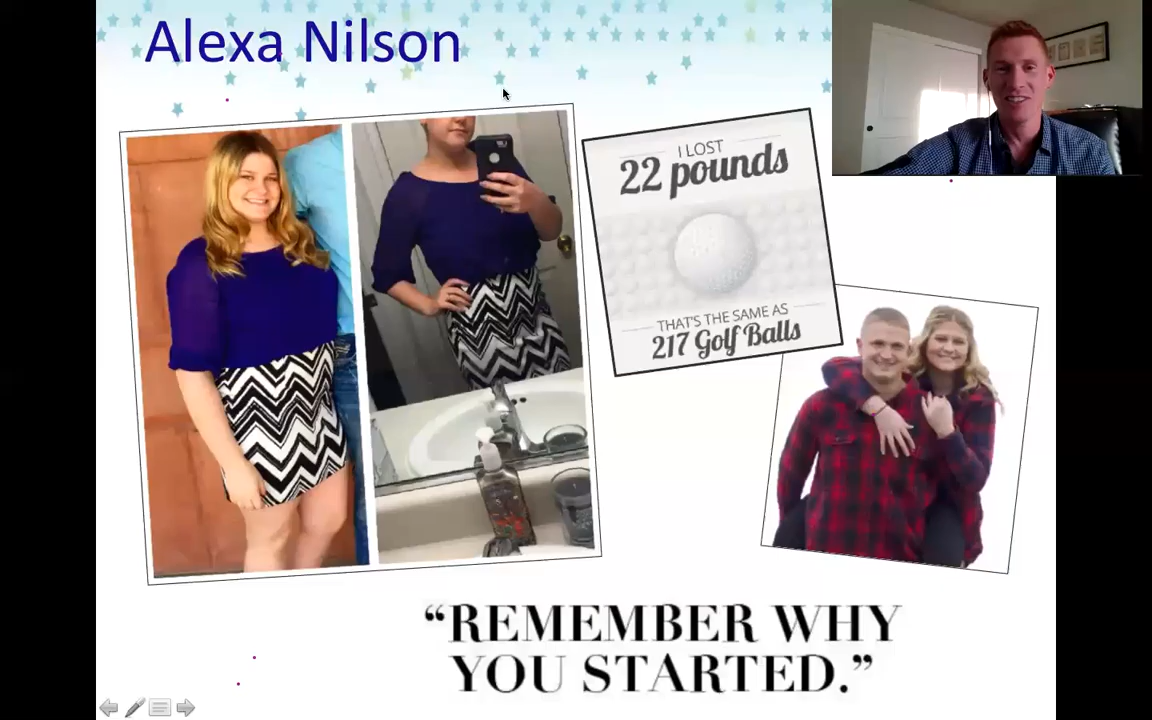 Alexa Nilson
I LOST
22 pounds
THAT'S THE SAME AS
217 Golf Balls
“REMEMBER WHY
YOU STARTED.”